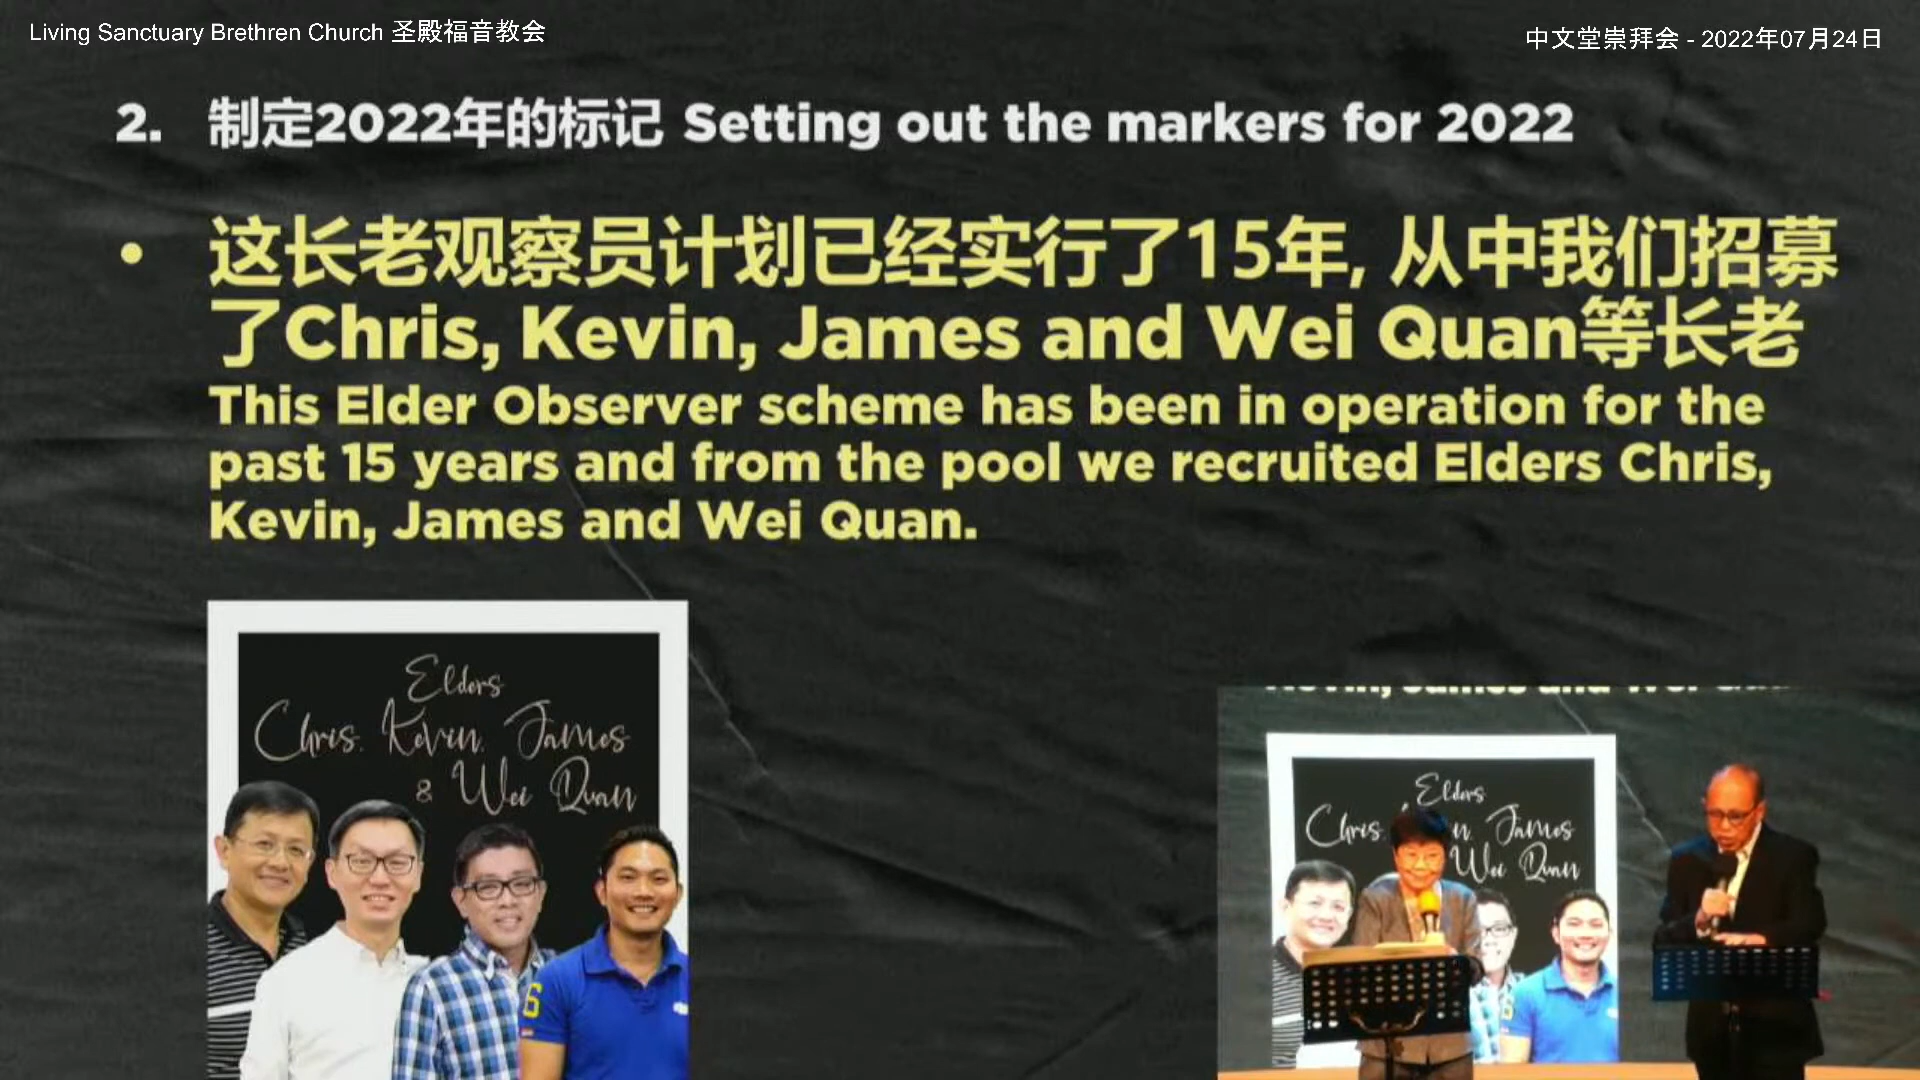 Living Sanctuary Brethren Church 圣殿福音教会
中文堂崇拜会 - 2022年07月24日
2. 制定2022年的标记 Setting out the markers for 2022
• 这长老观察员计划已经实行了15年, 从中我们招募
了Chris, Kevin, James and Wei Quan等长老
This Elder Observer scheme has been in operation for the
past 15 years and from the pool we recruited Elders Chris,
Kevin, James and Wei Quan.
Elders
Chris, Kevin, James
& Wei Quan
Elders
Chris, n, James
Wei Quan